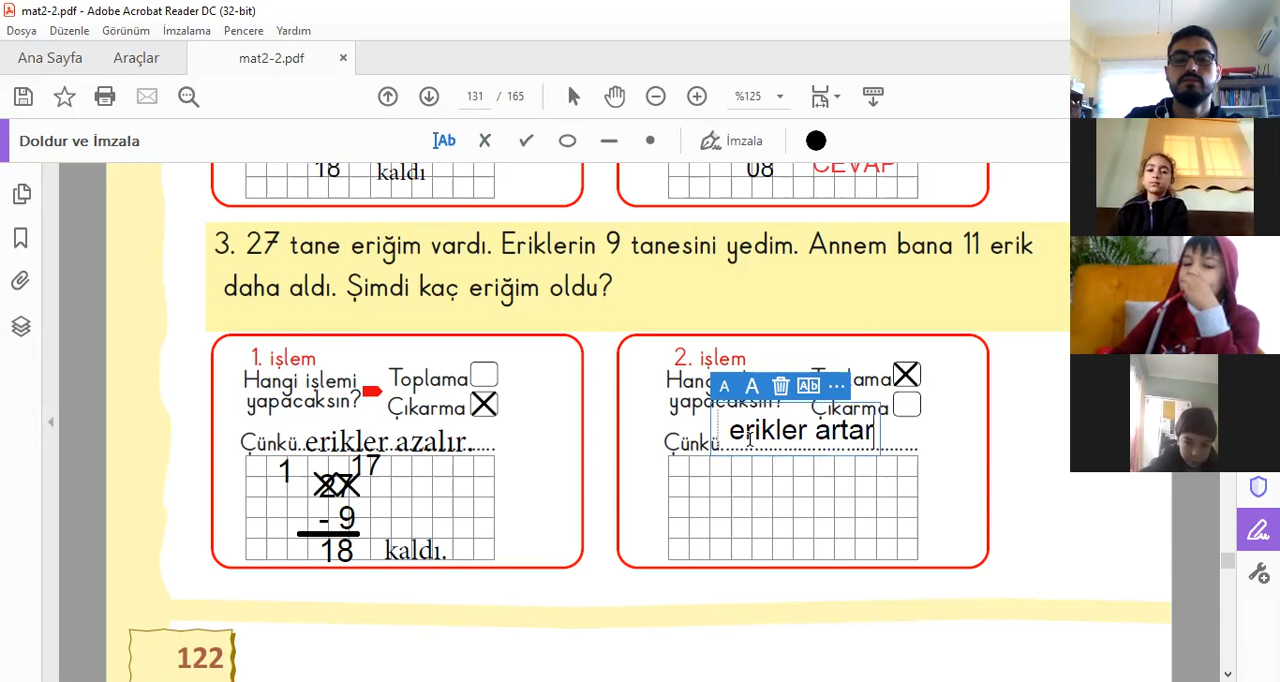 mat2-2.pdf - Adobe Acrobat Reader DC (32-bit)
Dosya Düzenle Görünüm İmzalama Pencere Yardım
Ana Sayfa Araçlar mat2-2.pdf ×
131 / 165 %125
Doldur ve İmzala
Ab İmzala
18 kaldı
08 CEVAP
3. 27 tane eriğim vardı. Eriklerin 9 tanesini yedim. Annem bana 11 erik
daha aldı. Şimdi kaç eriğim oldu?
1. işlem
Hangi işlemi
yapacaksın?
Toplama
Çıkarma
Çünkü erikler azalır.
1 17
27
- 9
18 kaldı.
2. işlem
A A Ab ...
yapacaksın?
Çıkarma
Çünkü erikler artar
122